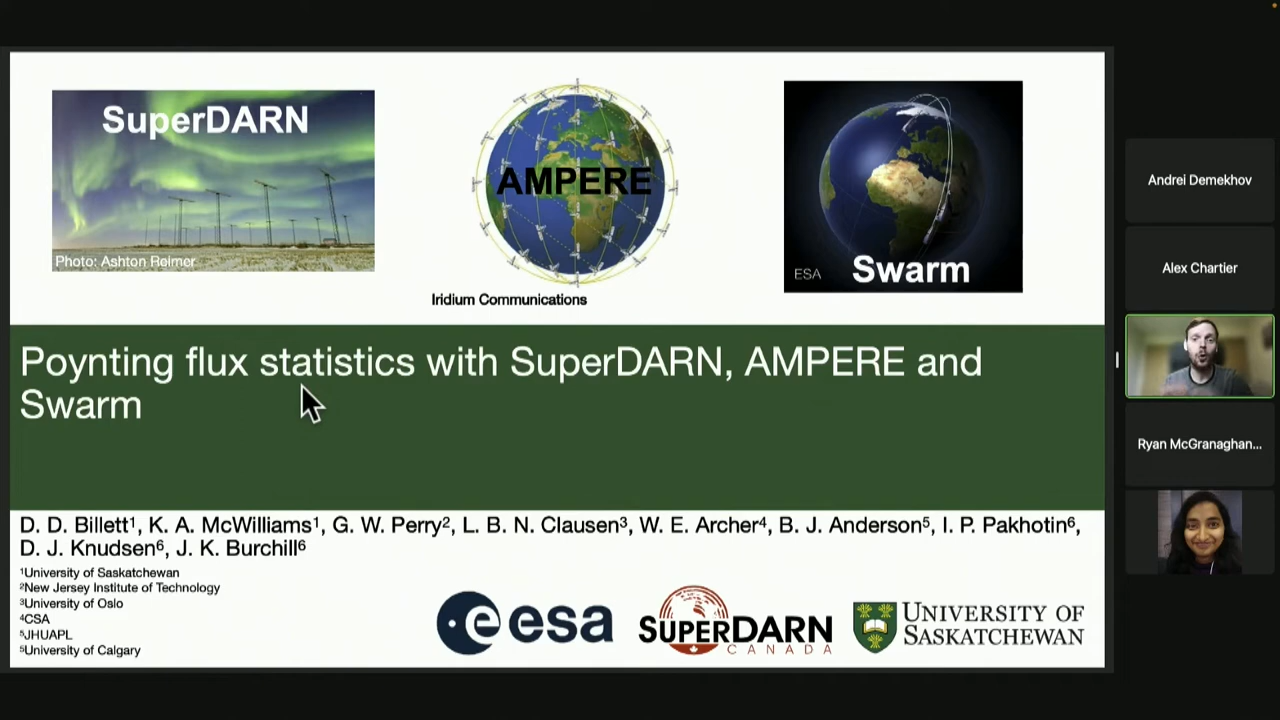 SuperDARN
Photo: Ashton Reimer
AMPERE
Iridium Communications
ESA
Swarm
Poynting flux statistics with SuperDARN, AMPERE and
Swarm
D. D. Billett¹, K. A. McWilliams¹, G. W. Perry², L. B. N. Clausen³, W. E. Archer⁴, B. J. Anderson⁵, I. P. Pakhotin⁶,
D. J. Knudsen⁶, J. K. Burchill⁶
¹University of Saskatchewan
²New Jersey Institute of Technology
³University of Oslo
⁴CSA
⁵JHUAPL
⁵University of Calgary
esa
SUPERDARN
CANADA
UNIVERSITY OF
SASKATCHEWAN
Andrei Demekhov
Alex Chartier
Ryan McGranaghan...